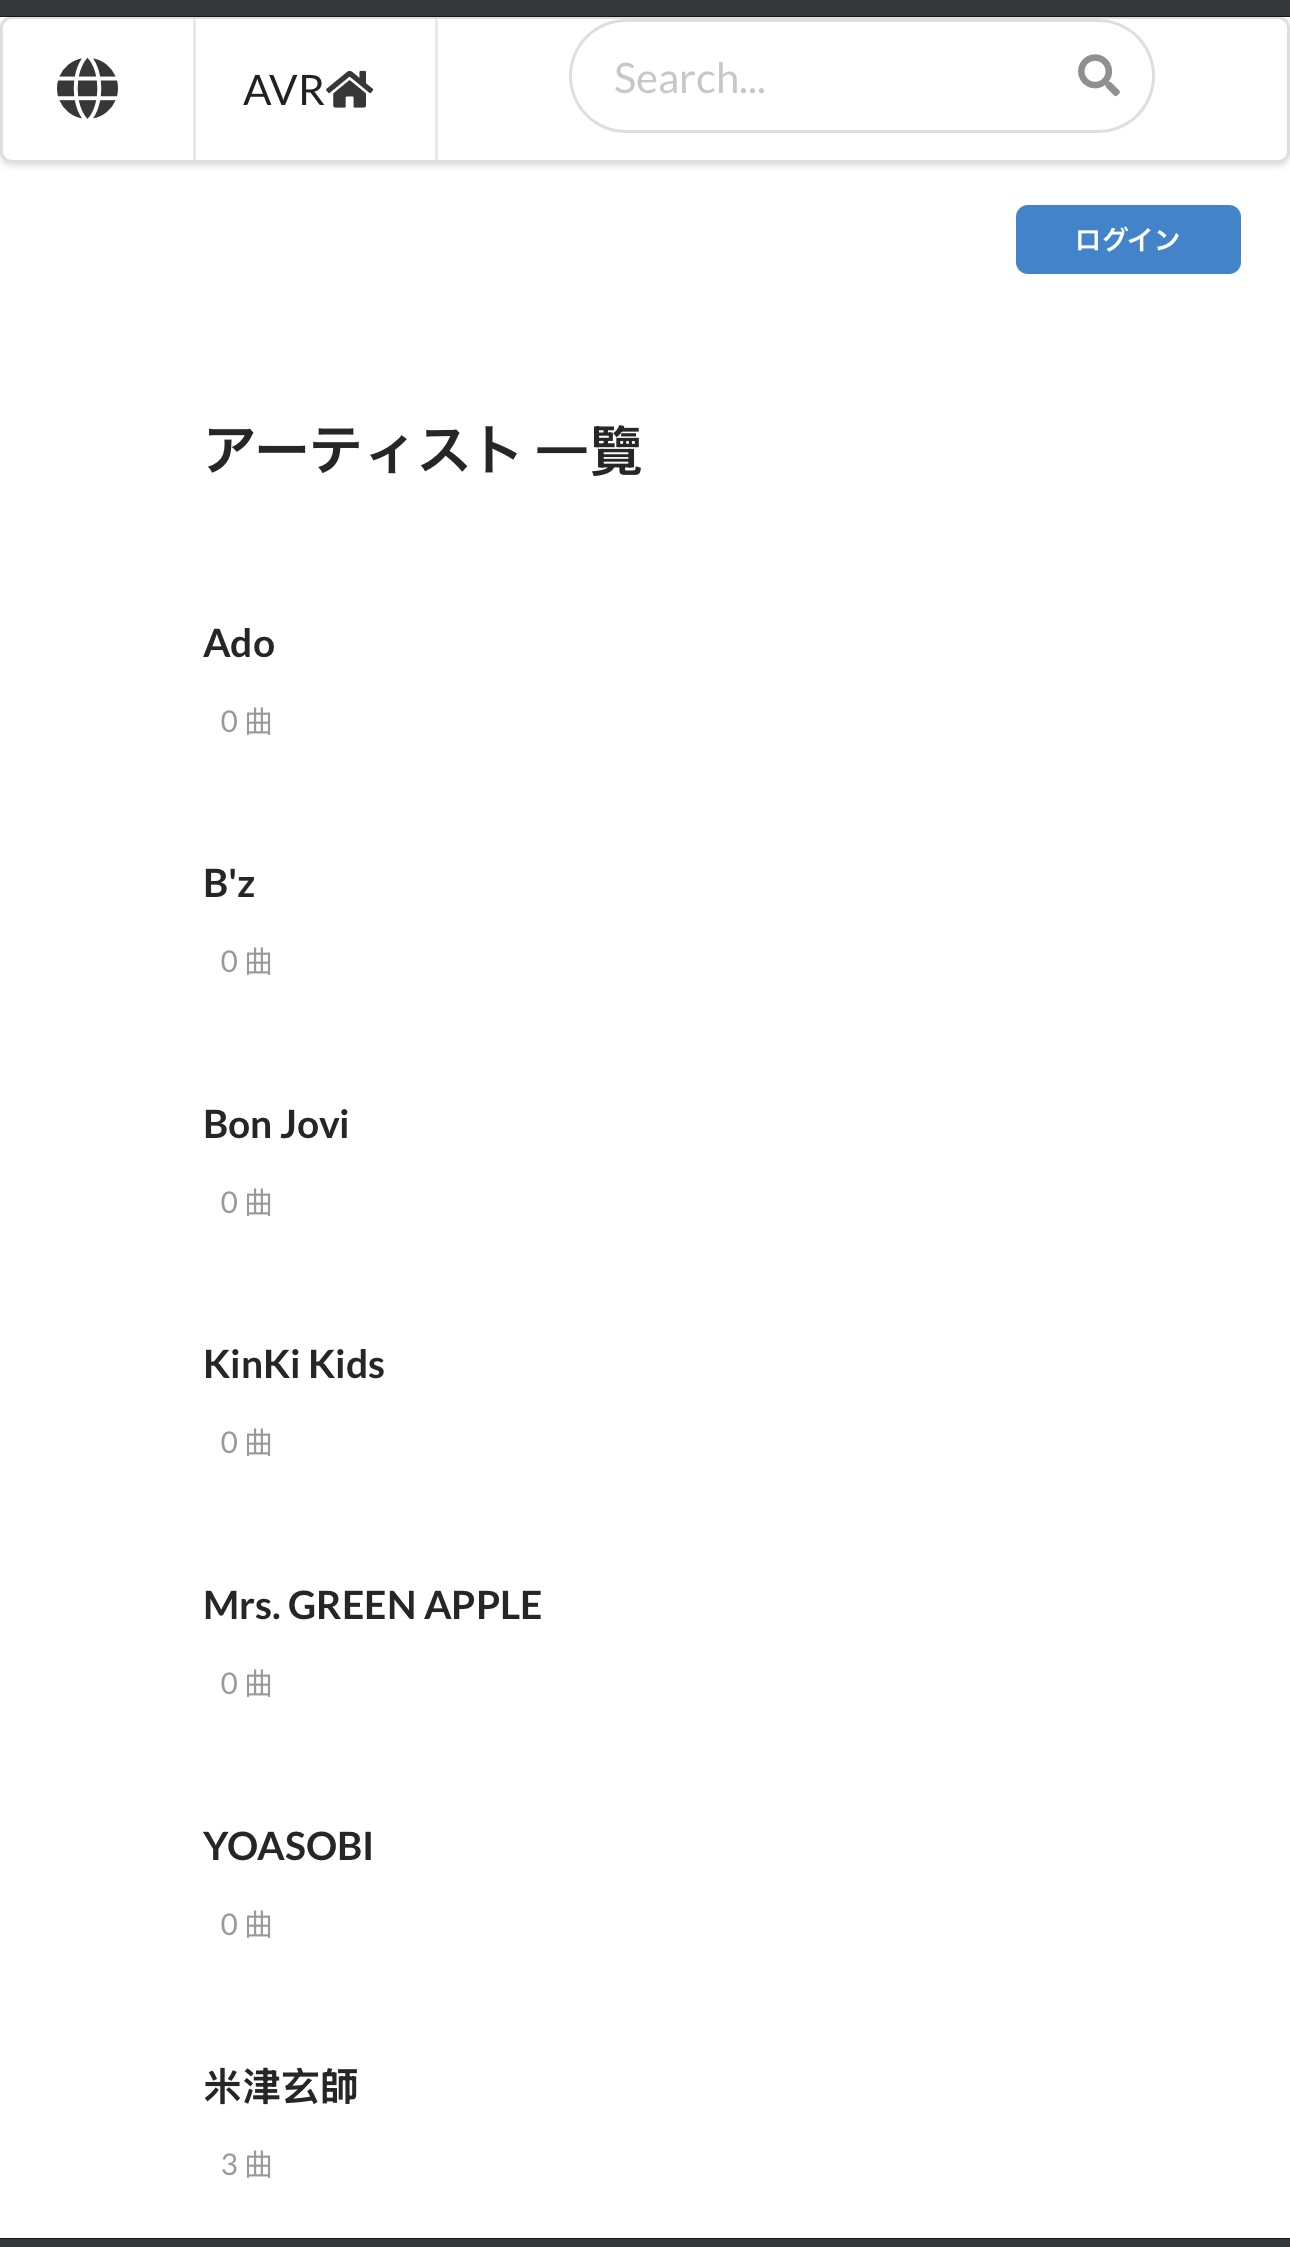 AVR
Search...
ログイン
アーティスト 一覽
Ado
0 曲
B'z
0 曲
Bon Jovi
0 曲
KinKi Kids
0 曲
Mrs. GREEN APPLE
0 曲
YOASOBI
0 曲
米津玄師
3 曲